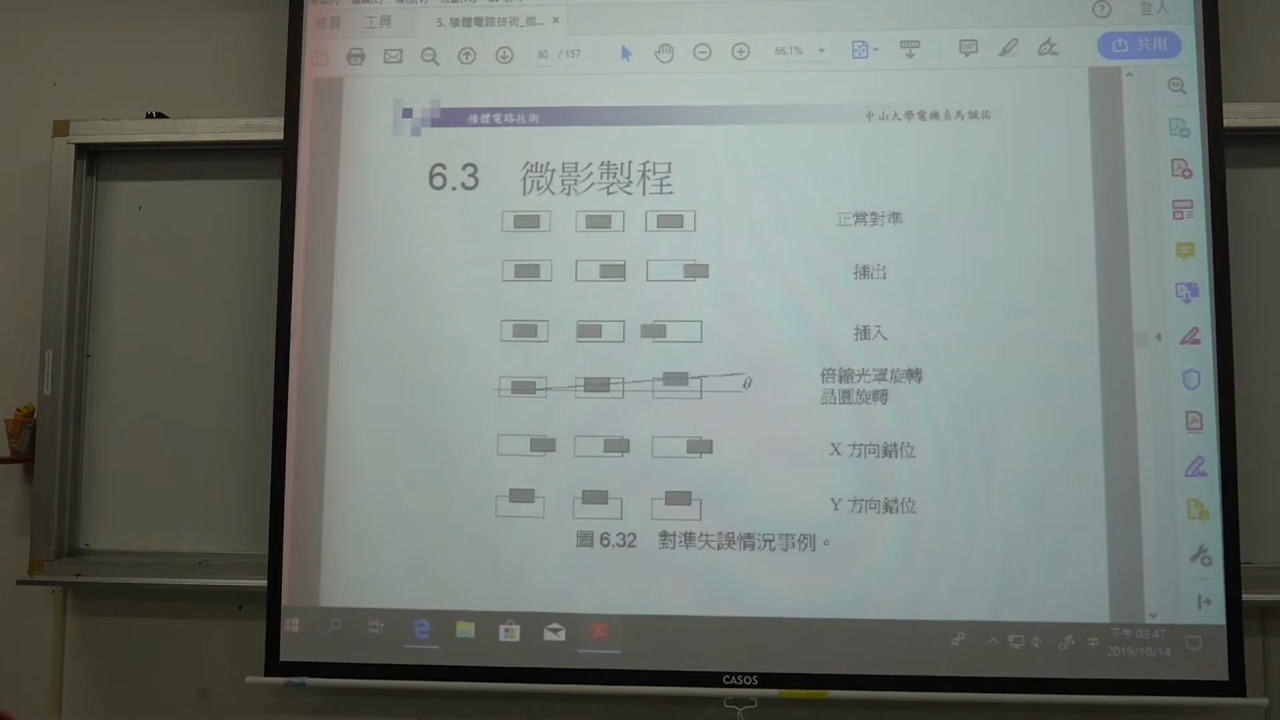 首頁 工具 5. 積體電路技術_微... × 登入
80 / 157 66.1% 共用
積體電路技術 中山大學電機系馬誠佑
6.3 微影製程
正常對準
插出
插入
θ 倍縮光罩旋轉
晶圓旋轉
X 方向錯位
Y 方向錯位
圖 6.32 對準失誤情況事例。
中 下午 03:47
2019/10/14
CASOS